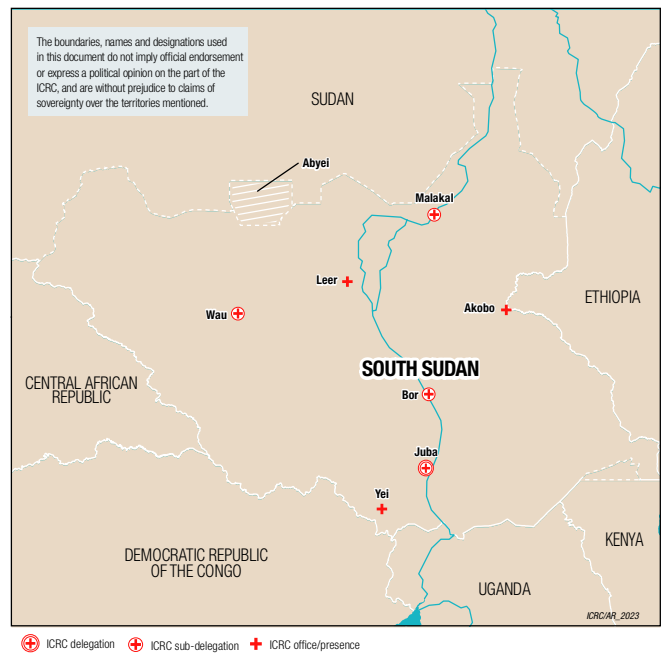 The boundaries, names and designations used
in this document do not imply official endorsement
or express a political opinion on the part of the
ICRC, and are without prejudice to claims of
sovereignty over the territories mentioned.
SUDAN
Abyei
Malakal
Leer
ETHIOPIA
Akobo
Wau
SOUTH SUDAN
CENTRAL AFRICAN
REPUBLIC
Bor
Juba
Yei
KENYA
DEMOCRATIC REPUBLIC
OF THE CONGO
UGANDA
ICRC/AR_2023
ICRC delegation
ICRC sub-delegation
ICRC office/presence